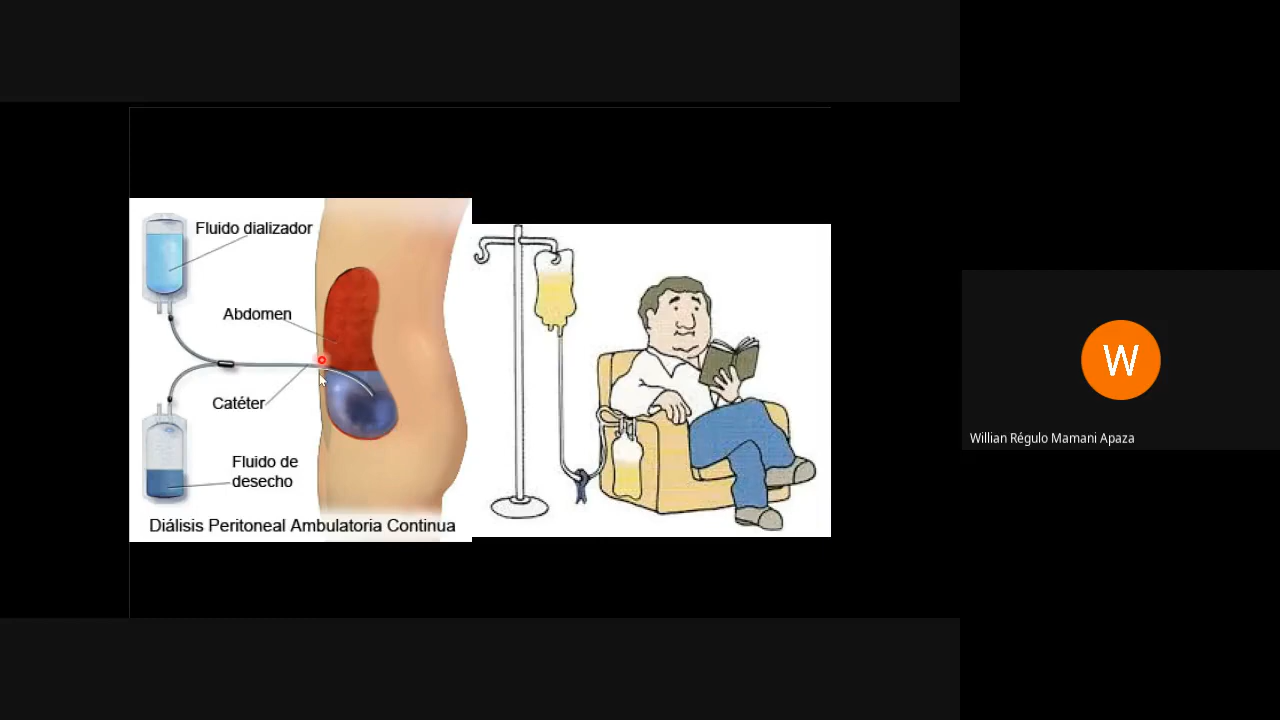 Fluido dializador
Abdomen
Catéter
Fluido de
desecho
Diálisis Peritoneal Ambulatoria Continua
W
Willian Régulo Mamani Apaza